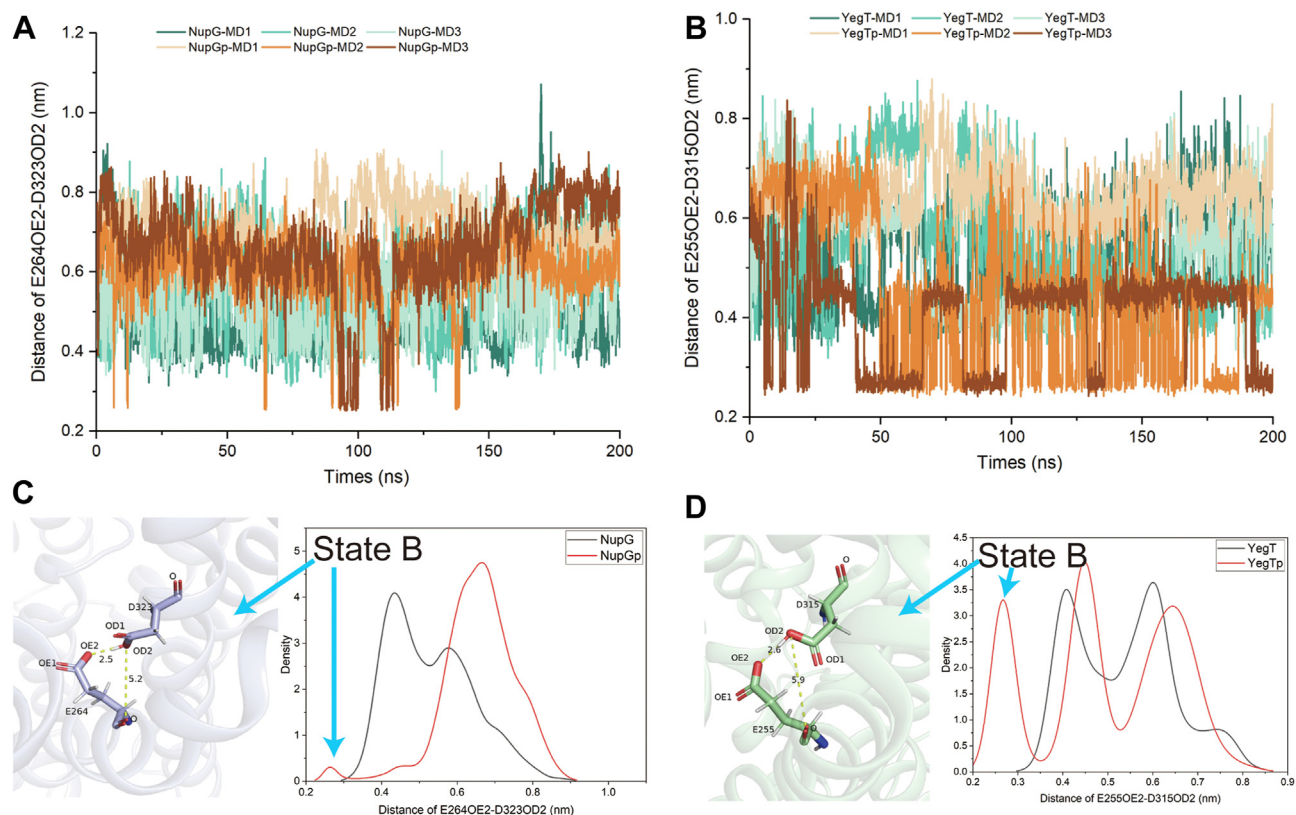 A
NupG-MD1 NupG-MD2 NupG-MD3
NupGp-MD1 NupGp-MD2 NupGp-MD3
Distance of E264OE2-D323OD2 (nm)
1.2
1.0
0.8
0.6
0.4
0.2
0 50 100 150 200
Times (ns)
B
YegT-MD1 YegT-MD2 YegT-MD3
YegTp-MD1 YegTp-MD2 YegTp-MD3
Distance of E255OE2-D315OD2 (nm)
1.0
0.8
0.6
0.4
0.2
0 50 100 150 200
Times (ns)
C
State B
O
D323
OD1
OE2
OD2
2.5
OE1
5.2
E264
O
NupG
NupGp
Density
5
4
3
2
1
0
0.2 0.4 0.6 0.8 1.0
Distance of E264OE2-D323OD2 (nm)
D
State B
O
D315
OD2
OE2
2.6
OD1
5.9
OE1
E255
O
YegT
YegTp
Density
4.5
4.0
3.5
3.0
2.5
2.0
1.5
1.0
0.5
0.0
0.2 0.3 0.4 0.5 0.6 0.7 0.8 0.9
Distance of E255OE2-D315OD2 (nm)